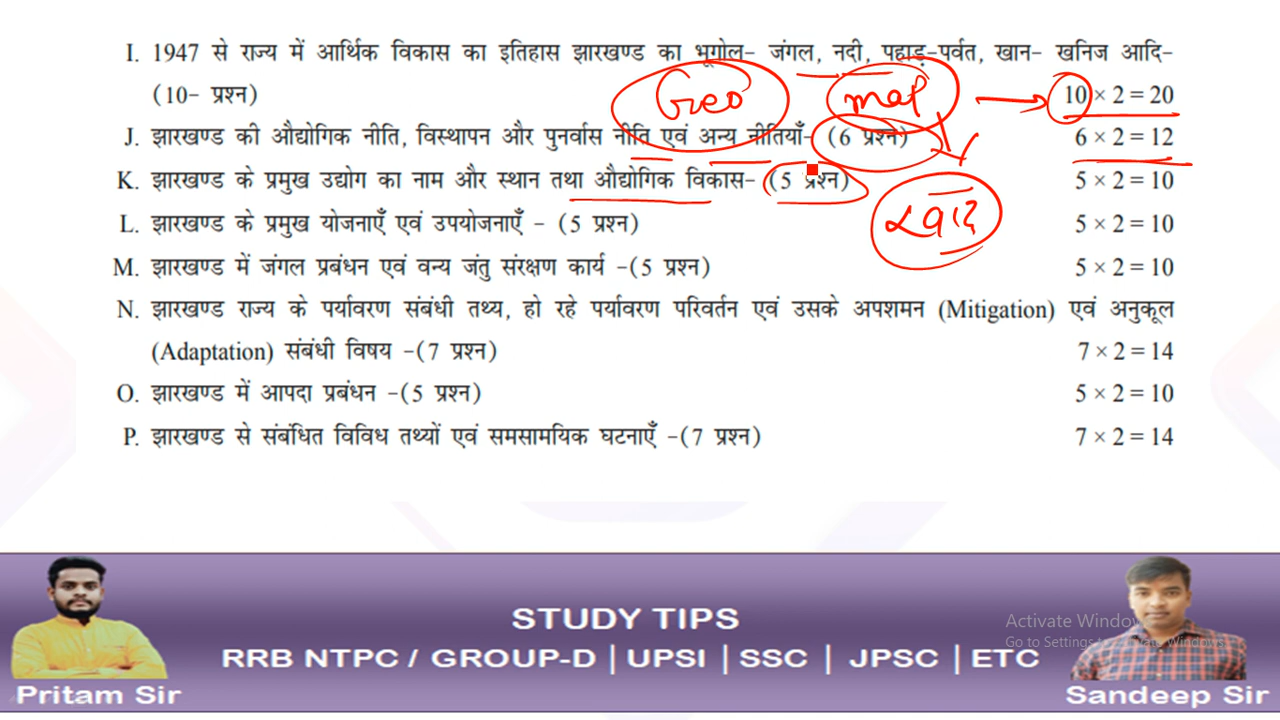 I. 1947 से राज्य में आर्थिक विकास का इतिहास झारखण्ड का भूगोल- जंगल, नदी, पहाड़-पर्वत, खान- खनिज आदि-
(10- प्रश्न) Geo map 10 × 2 = 20
J. झारखण्ड की औद्योगिक नीति, विस्थापन और पुनर्वास नीति एवं अन्य नीतियाँ- (6 प्रश्न) 6 × 2 = 12
K. झारखण्ड के प्रमुख उद्योग का नाम और स्थान तथा औद्योगिक विकास- (5 प्रश्न) 5 × 2 = 10
L. झारखण्ड के प्रमुख योजनाएँ एवं उपयोजनाएँ - (5 प्रश्न) 5 × 2 = 10
M. झारखण्ड में जंगल प्रबंधन एवं वन्य जंतु संरक्षण कार्य -(5 प्रश्न) 5 × 2 = 10
N. झारखण्ड राज्य के पर्यावरण संबंधी तथ्य, हो रहे पर्यावरण परिवर्तन एवं उसके अपशमन (Mitigation) एवं अनुकूल
(Adaptation) संबंधी विषय -(7 प्रश्न) 7 × 2 = 14
O. झारखण्ड में आपदा प्रबंधन -(5 प्रश्न) 5 × 2 = 10
P. झारखण्ड से संबंधित विविध तथ्यों एवं समसामयिक घटनाएँ -(7 प्रश्न) 7 × 2 = 14
STUDY TIPS
RRB NTPC / GROUP-D | UPSI | SSC | JPSC | ETC
Activate Window
Go to Settings to activate Windows.
Pritam Sir
Sandeep Sir